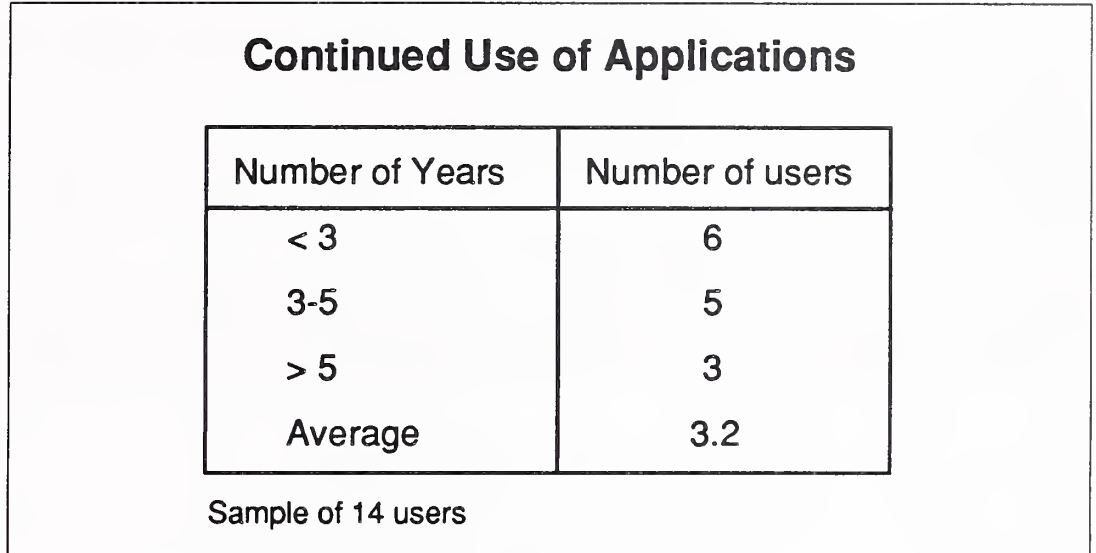 Continued Use of Applications
Number of Years Number of users
< 3 6
3-5 5
> 5 3
Average 3.2
Sample of 14 users